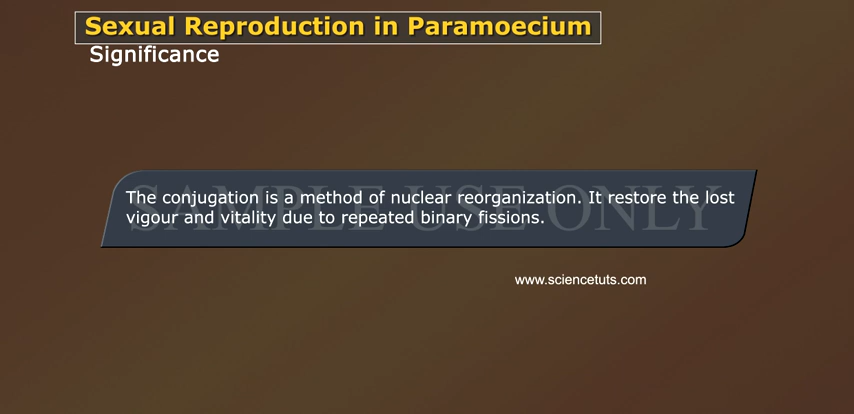 Sexual Reproduction in Paramoecium
Significance
SAMPLE USE ONLY
The conjugation is a method of nuclear reorganization. It restore the lost
vigour and vitality due to repeated binary fissions.
www.sciencetuts.com